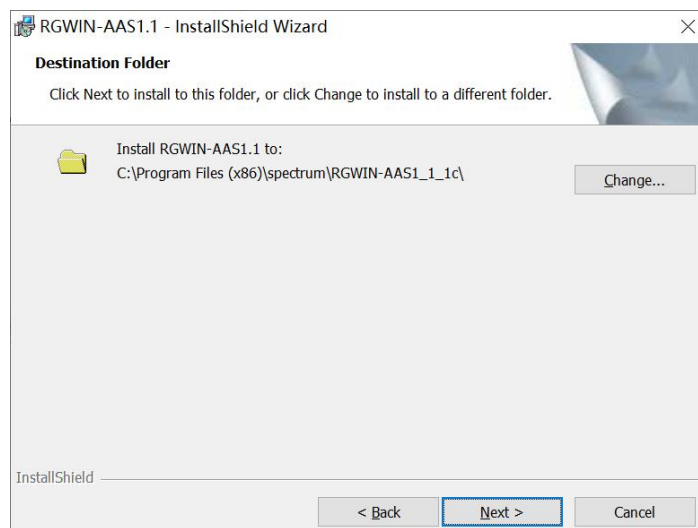 RGWIN-AAS1.1 - InstallShield Wizard
Destination Folder
Click Next to install to this folder, or click Change to install to a different folder.
Install RGWIN-AAS1.1 to:
C:\Program Files (x86)\spectrum\RGWIN-AAS1_1_1c\
Change...
InstallShield
< Back
Next >
Cancel